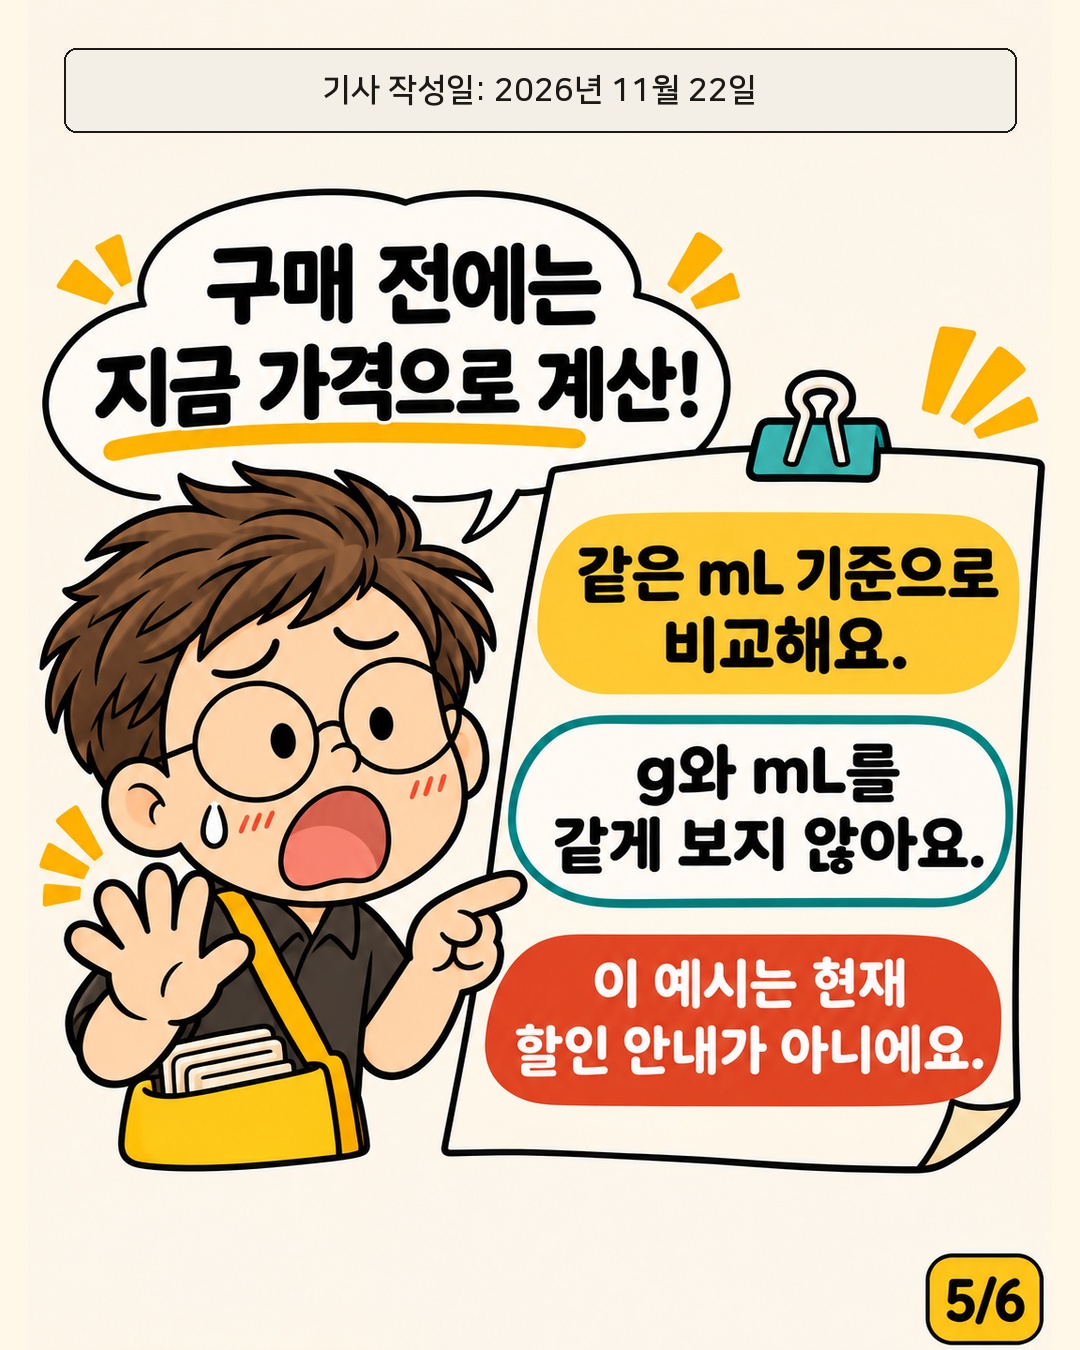 기사 작성일: 2026년 11월 22일
구매 전에는
지금 가격으로 계산!
같은 mL 기준으로
비교해요.
g와 mL를
같게 보지 않아요.
이 예시는 현재
할인 안내가 아니에요.
5/6